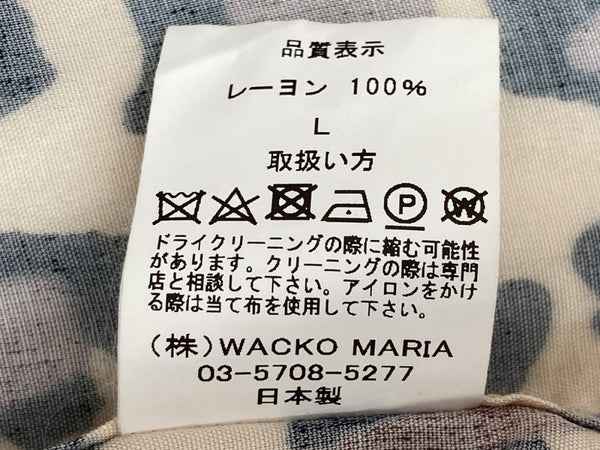 品質表示
レーヨン 100%
L
取扱い方
P W
ドライクリーニングの際に縮む可能性
があります。クリーニングの際は専門
店と相談して下さい。アイロンをかけ
る際は当て布を使用して下さい。
(株)WACKO MARIA
03-5708-5277
日本製